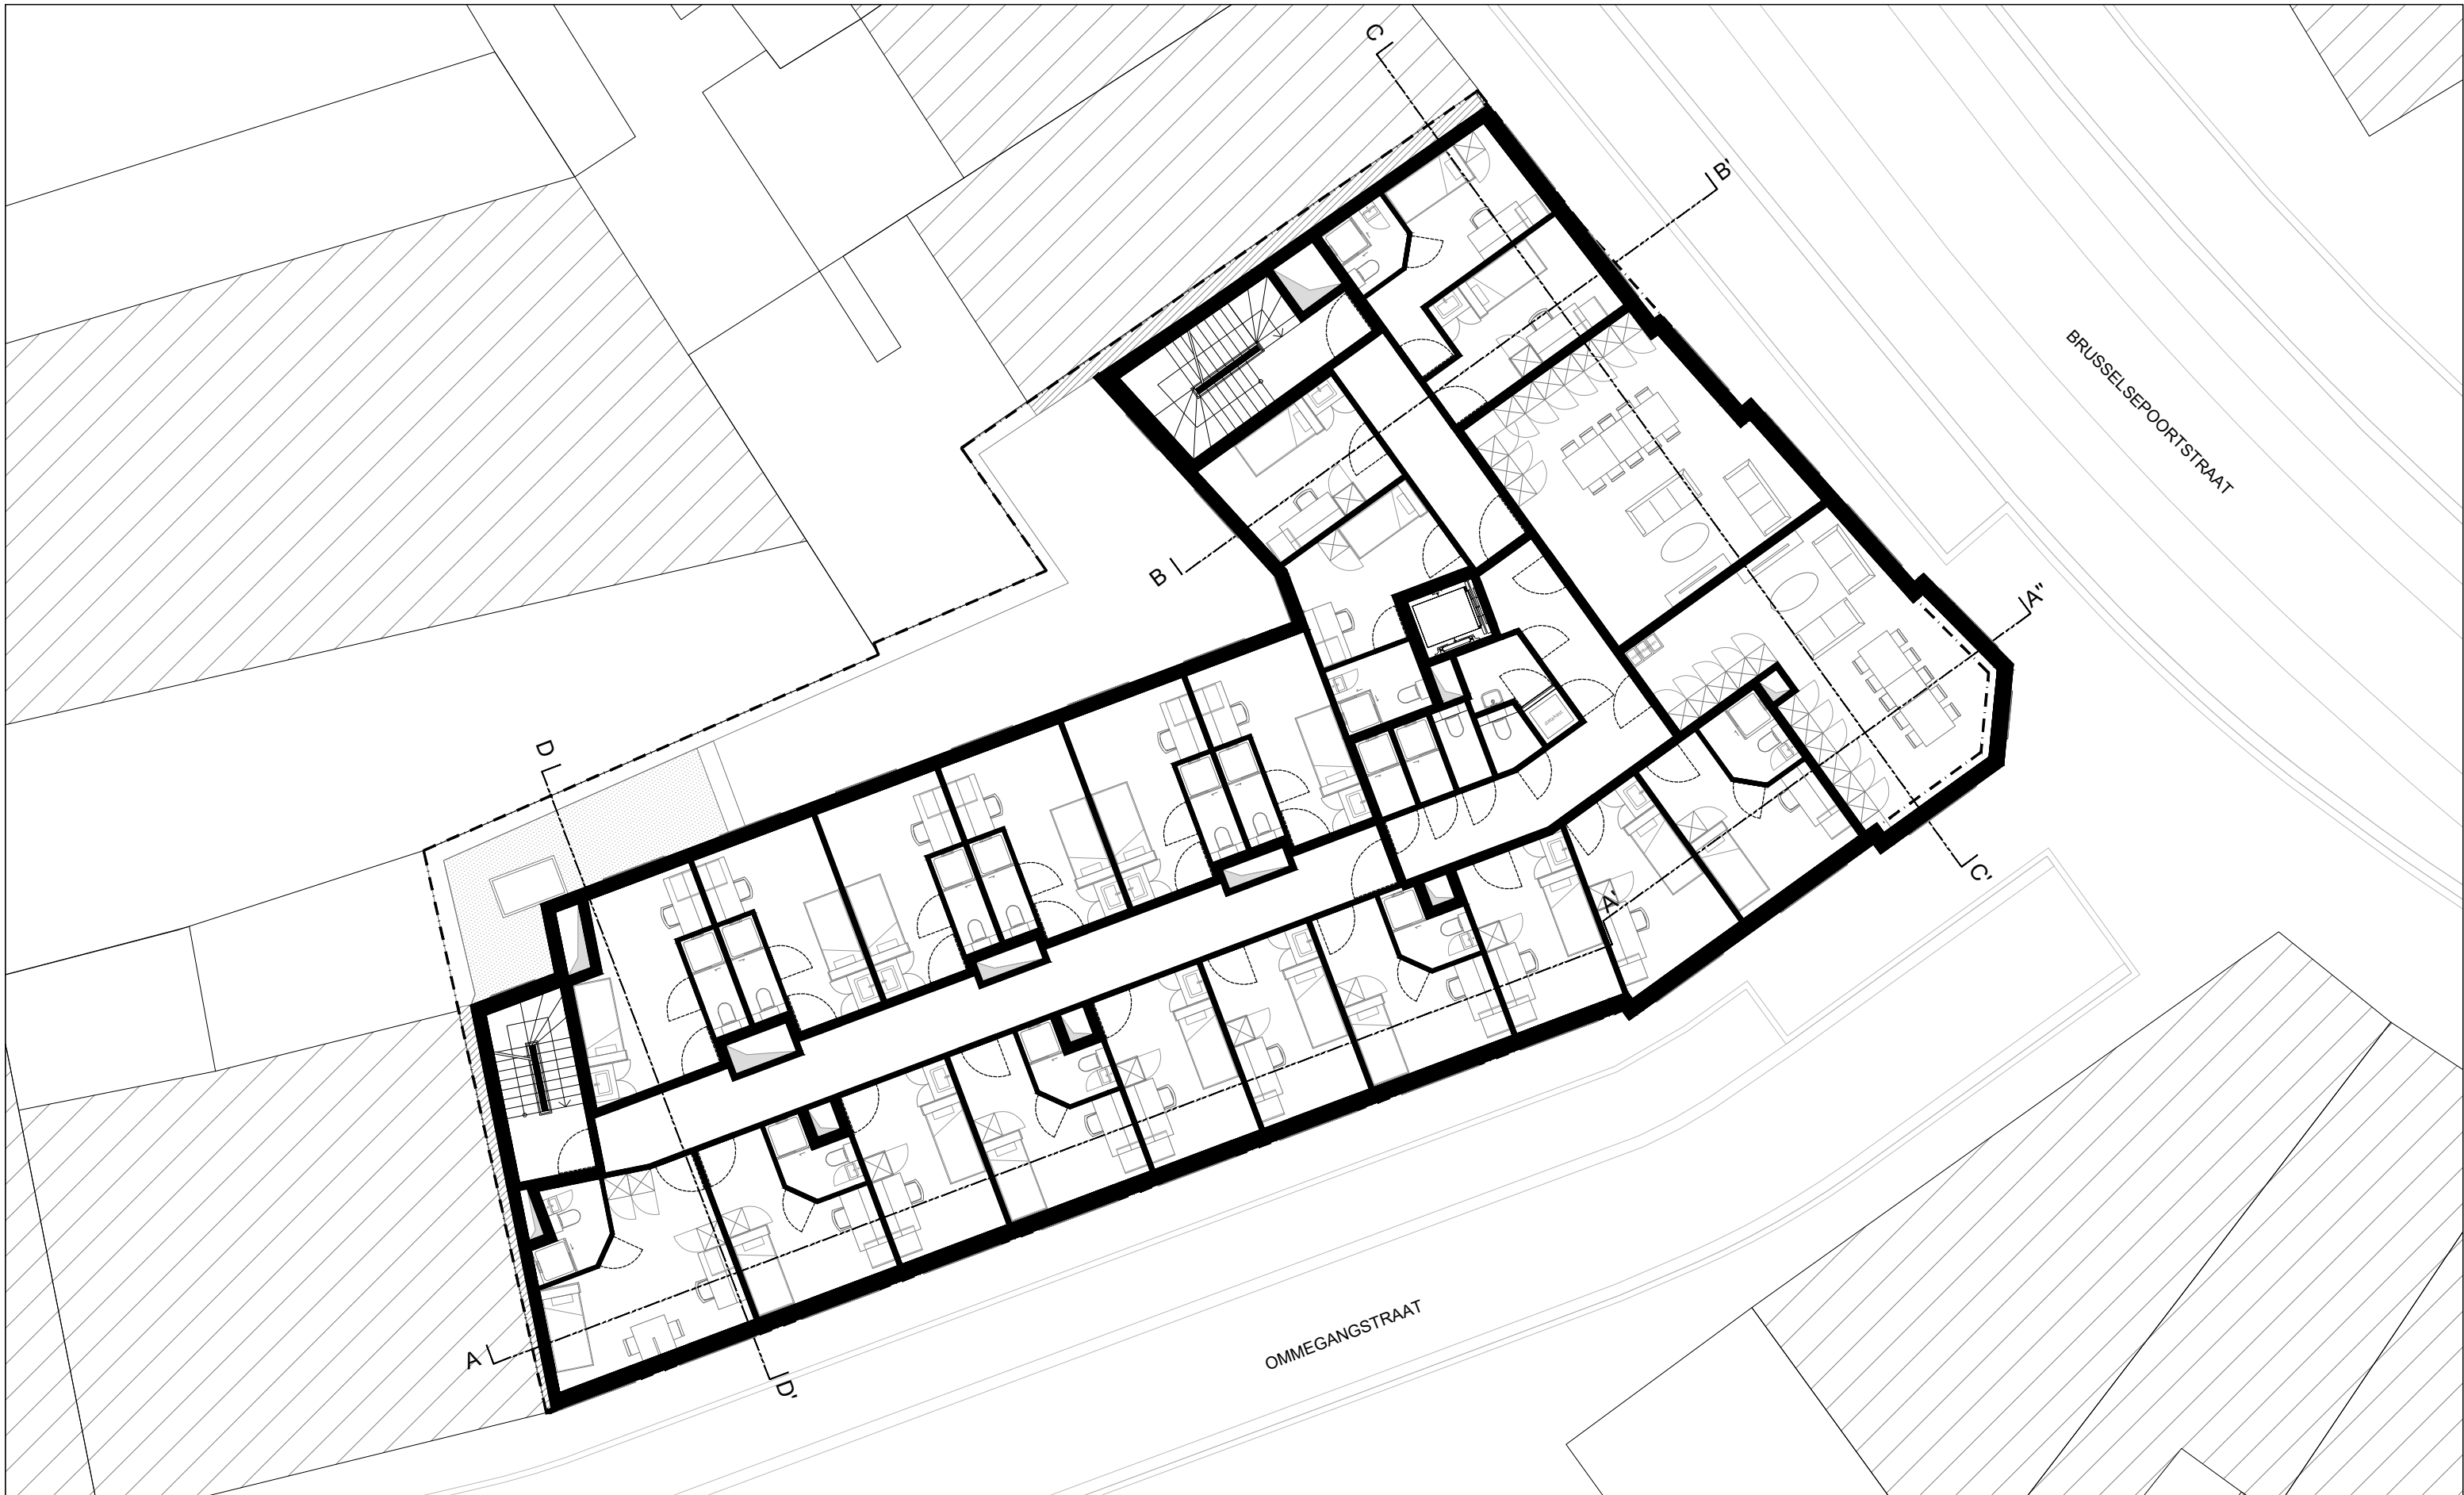 C
B'
BRUSSELSEPOORTSTRAAT
B
A''
D
C'
A'
OMMEGANGSTRAAT
A
D'